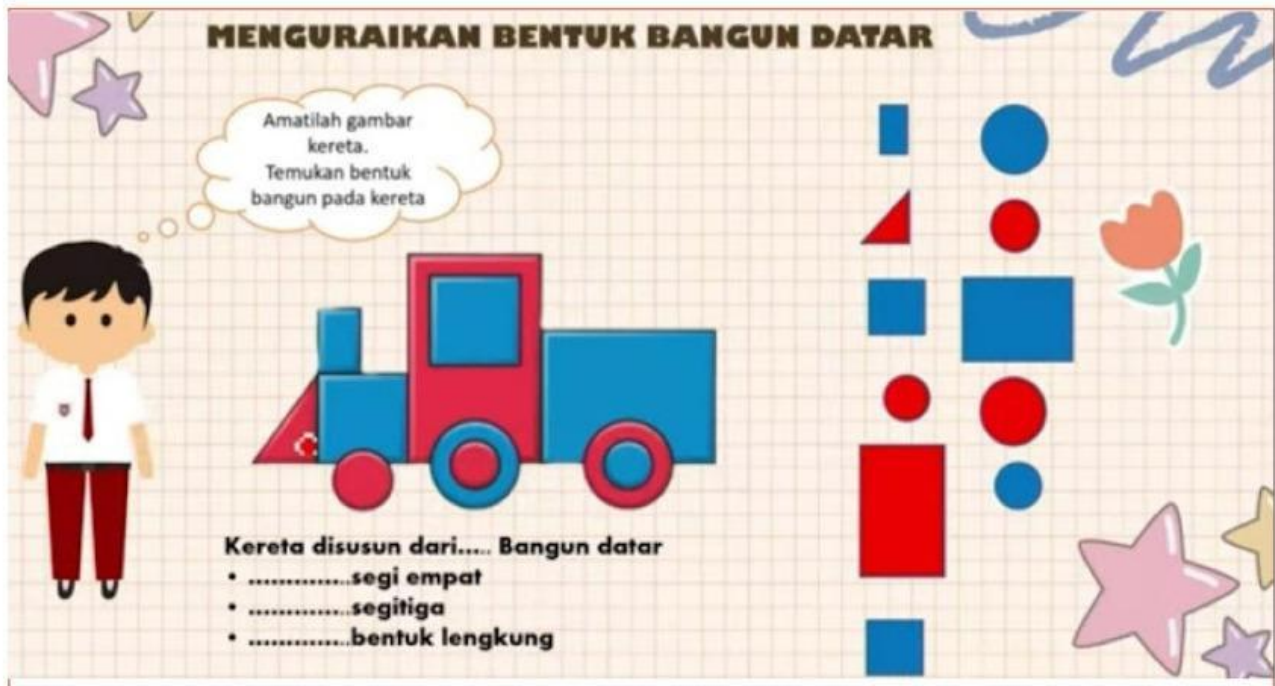 MENGURAIKAN BENTUK BANGUN DATAR
Amatilah gambar
kereta.
Temukan bentuk
bangun pada kereta
Kereta disusun dari..... Bangun datar
• ..............segi empat
• ..............segitiga
• ..............bentuk lengkung